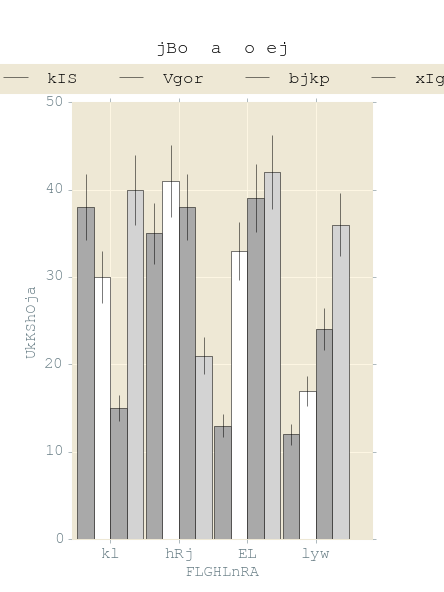 jBo a o ej
kIS Vgor bjkp xIg
50
40
30
20
10
0
UkKShOja
kl hRj EL lyw
FLGHLnRA